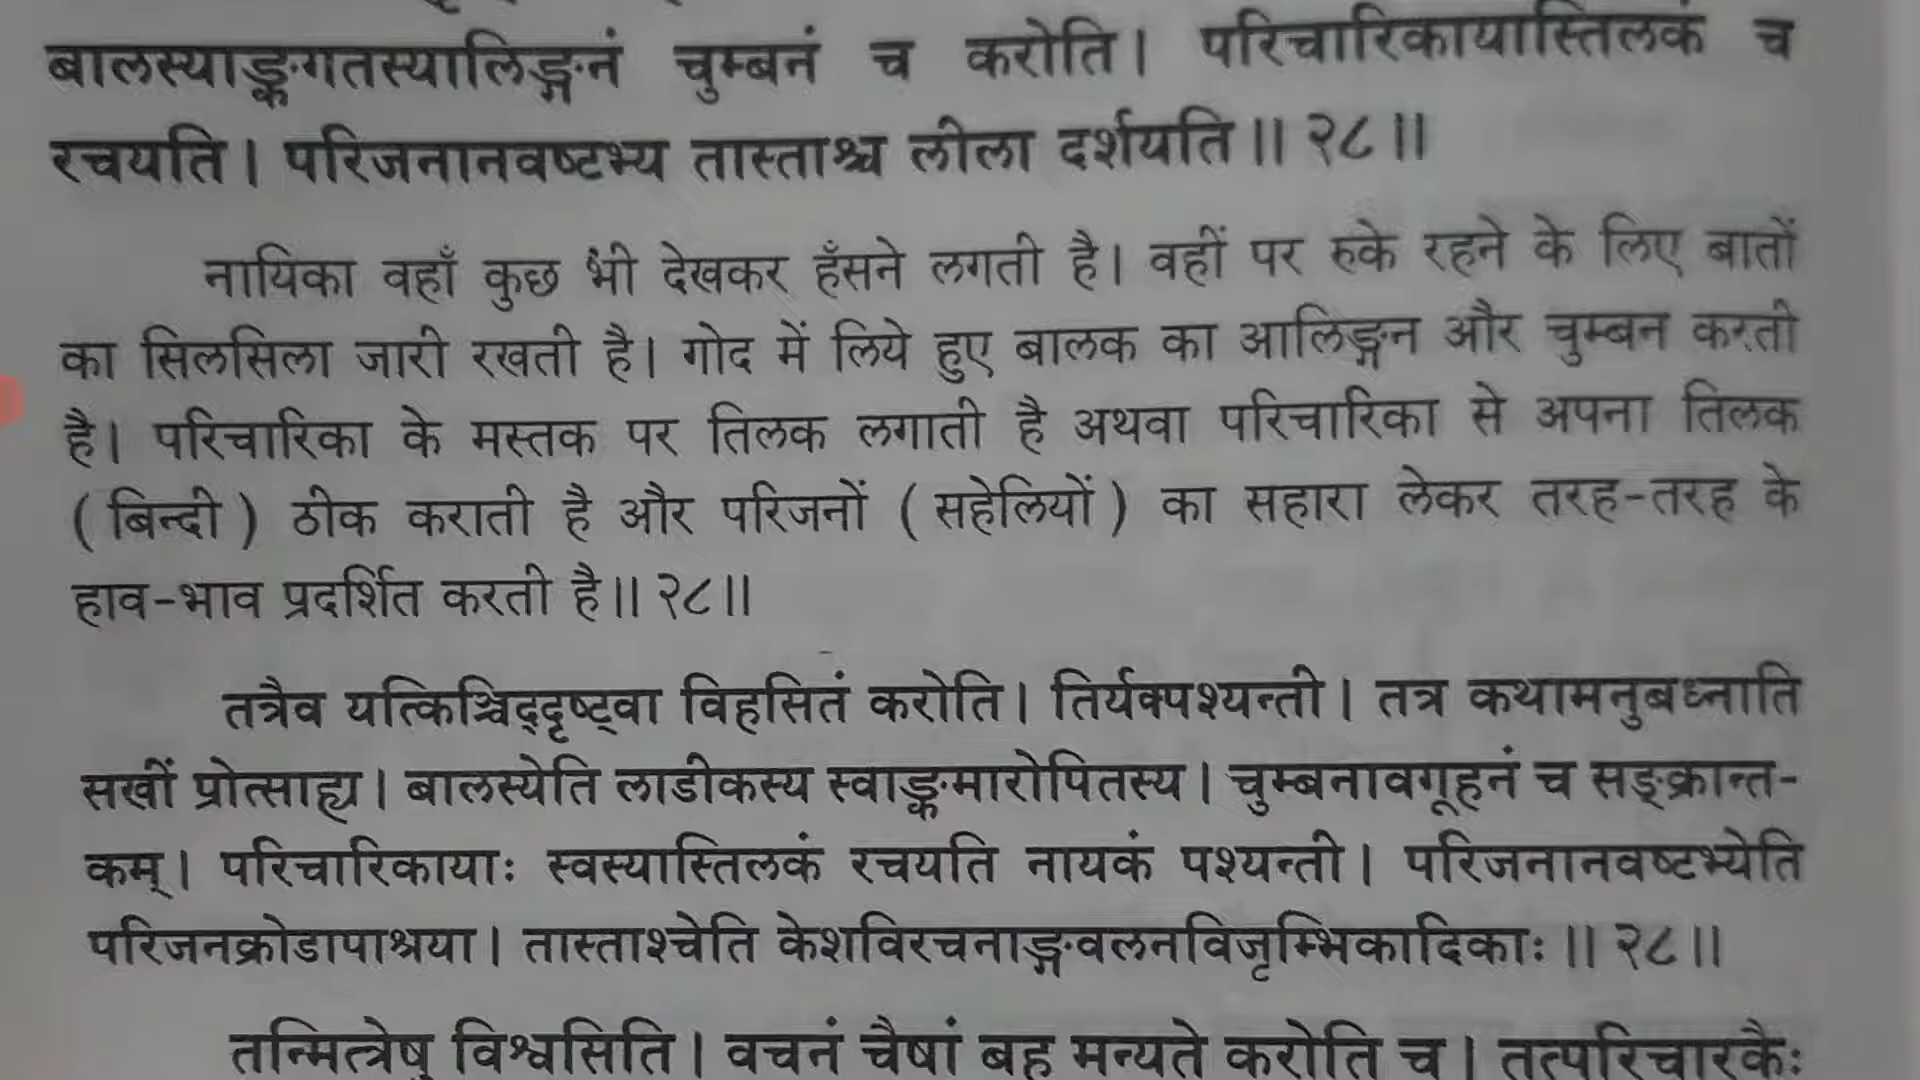 बालस्याङ्कगतस्यालिङ्गनं चुम्बनं च करोति। परिचारिकायास्तिलकं च
रचयति। परिजनानवष्टभ्य तास्ताश्च लीला दर्शयति॥ २८॥
नायिका वहाँ कुछ भी देखकर हँसने लगती है। वहीं पर रुके रहने के लिए बातों
का सिलसिला जारी रखती है। गोद में लिये हुए बालक का आलिङ्गन और चुम्बन करती
है। परिचारिका के मस्तक पर तिलक लगाती है अथवा परिचारिका से अपना तिलक
( बिन्दी ) ठीक कराती है और परिजनों ( सहेलियों ) का सहारा लेकर तरह-तरह के
हाव-भाव प्रदर्शित करती है॥ २८॥
तत्रैव यत्किञ्चिद्दृष्ट्वा विहसितं करोति। तिर्यक्पश्यन्ती। तत्र कथामनुबध्नाति
सखीं प्रोत्साह्य। बालस्येति लाडीकस्य स्वाङ्कमारोपितस्य। चुम्बनावगूहनं च सङ्क्रान्त-
कम्। परिचारिकायाः स्वस्यास्तिलकं रचयति नायकं पश्यन्ती। परिजनानवष्टभ्येति
परिजनक्रोडापाश्रया। तास्ताश्चेति केशविरचनाङ्गवलनविजृम्भिकादिकाः॥ २८॥
तन्मित्रेषु विश्वसिति। वचनं चैषां बहु मन्यते करोति च। तत्परिचारकैः